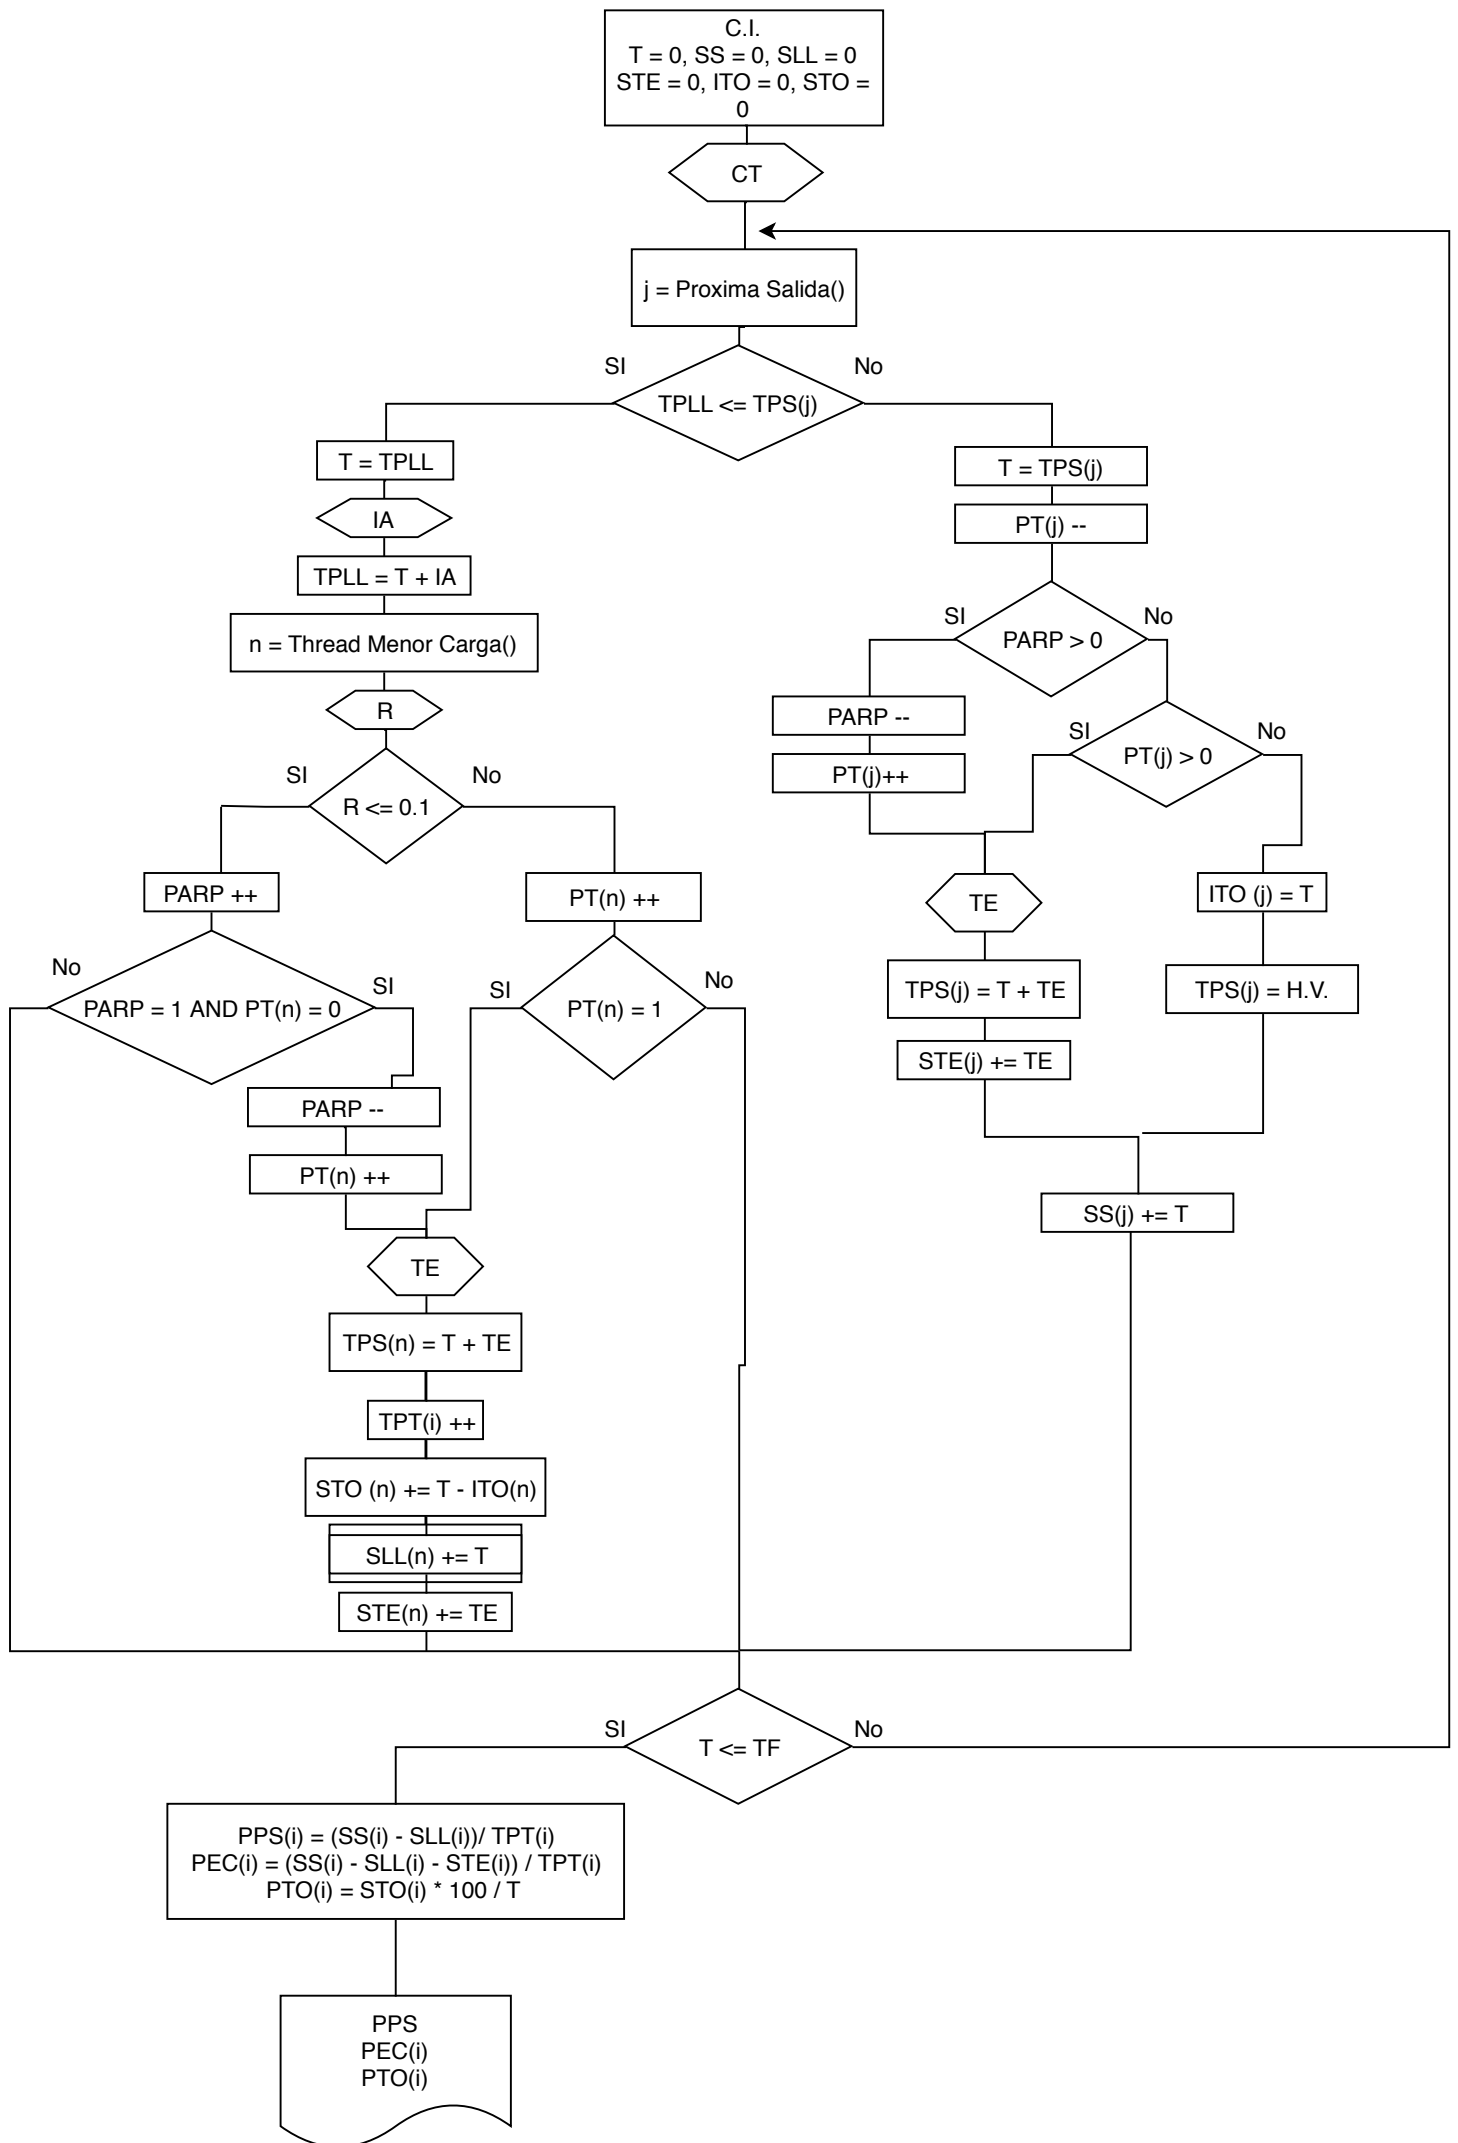 C.I.
T = 0, SS = 0, SLL = 0
STE = 0, ITO = 0, STO =
0
CT
j = Proxima Salida()
SI
No
TPLL <= TPS(j)
T = TPLL
IA
TPLL = T + IA
n = Thread Menor Carga()
R
SI
No
R <= 0.1
PARP ++
No
SI
PARP = 1 AND PT(n) = 0
PARP --
PT(n) ++
PT(n) ++
SI
No
PT(n) = 1
TE
TPS(n) = T + TE
TPT(i) ++
STO (n) += T - ITO(n)
SLL(n) += T
STE(n) += TE
T = TPS(j)
PT(j) --
SI
No
PARP > 0
PARP --
PT(j)++
SI
No
PT(j) > 0
TE
TPS(j) = T + TE
STE(j) += TE
ITO (j) = T
TPS(j) = H.V.
SS(j) += T
SI
No
T <= TF
PPS(i) = (SS(i) - SLL(i))/ TPT(i)
PEC(i) = (SS(i) - SLL(i) - STE(i)) / TPT(i)
PTO(i) = STO(i) * 100 / T
PPS
PEC(i)
PTO(i)